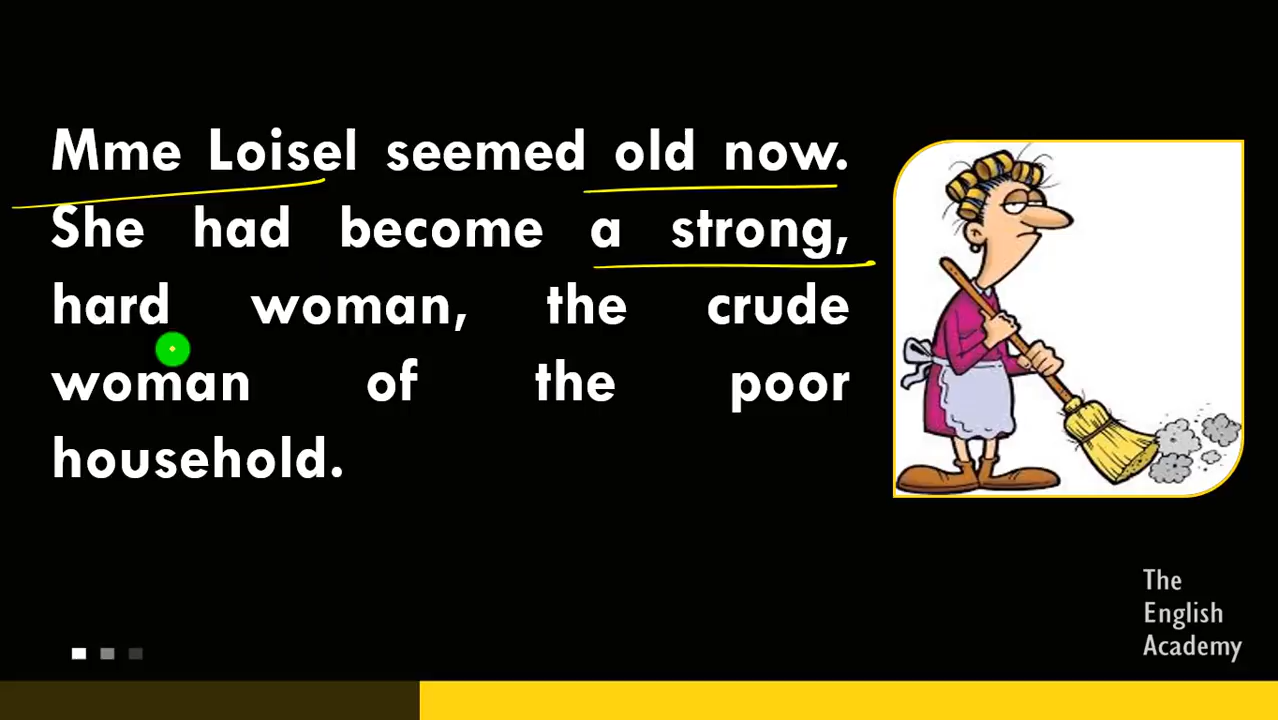 Mme Loisel seemed old now.
She had become a strong,
hard woman, the crude
woman of the poor
household.
The
English
Academy